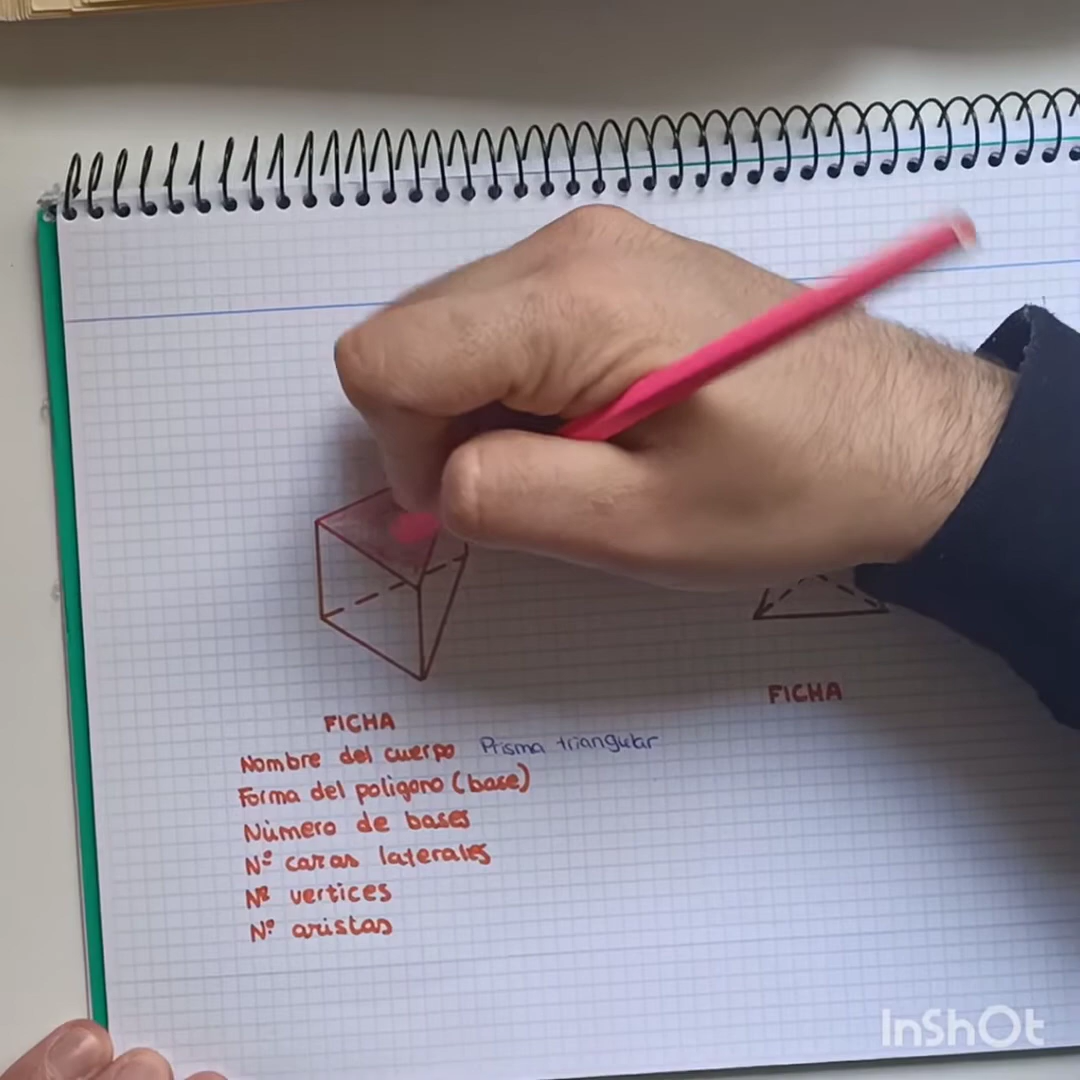 FICHA
Nombre del cuerpo Prisma triangular
Forma del poligono (base)
Número de bases
Nº caras laterales
Nº vertices
Nº aristas
FICHA
InShOt